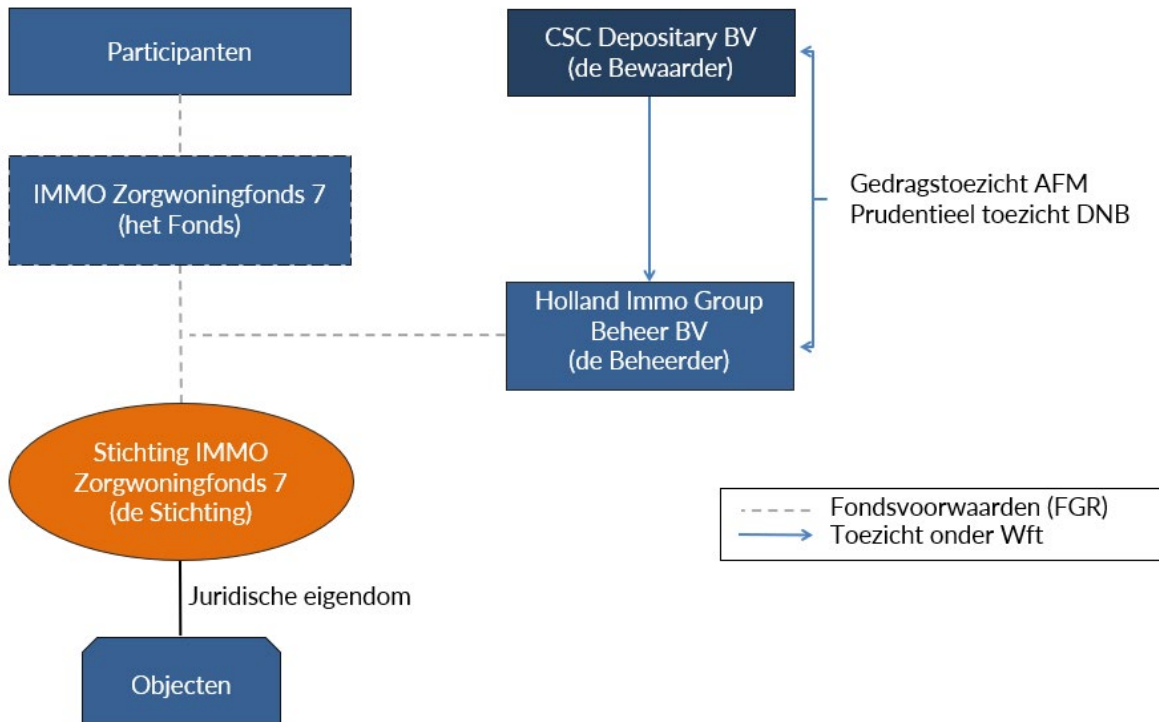 Participanten
CSC Depositary BV
(de Bewaarder)
IMMO Zorgwoningfonds 7
(het Fonds)
Gedragstoezicht AFM
Prudentieel toezicht DNB
Holland Immo Group
Beheer BV
(de Beheerder)
Stichting IMMO
Zorgwoningfonds 7
(de Stichting)
Fondsvoorwaarden (FGR)
Toezicht onder Wft
Juridische eigendom
Objecten